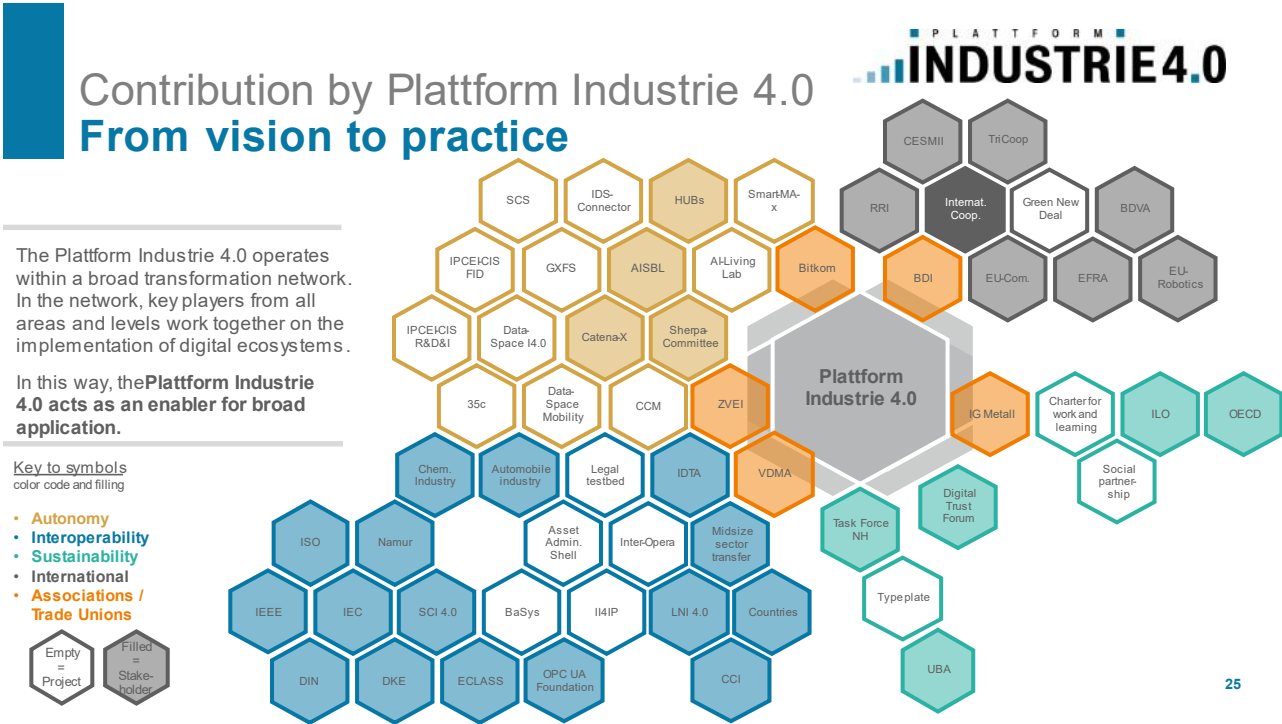 PLATTFORM
INDUSTRIE4.0
Contribution by Plattform Industrie 4.0
From vision to practice
The Plattform Industrie 4.0 operates
within a broad transformation network.
In the network, key players from all
areas and levels work together on the
implementation of digital ecosystems.
In this way, thePlattform Industrie
4.0 acts as an enabler for broad
application.
Key to symbols
color code and filling
• Autonomy
• Interoperability
• Sustainability
• International
• Associations /
Trade Unions
Empty
=
Project
Filled
=
Stake-
holder
CESMII
TriCoop
RRI
Internat.
Coop.
Green New
Deal
BDVA
BDI
EU-Com.
EFRA
EU-
Robotics
SCS
IDS-
Connector
HUBs
Smart-MA-
x
IPCEI-CIS
FID
GXFS
AISBL
AI-Living
Lab
Bitkom
IPCEI-CIS
R&D&I
Data-
Space I4.0
Catena-X
Sherpa-
Committee
35c
Data-
Space
Mobility
CCM
ZVEI
Plattform
Industrie 4.0
IG Metall
Charter for
work and
learning
ILO
OECD
Social
partner-
ship
Chem.
Industry
Automobile
industry
Legal
testbed
IDTA
VDMA
Digital
Trust
Forum
Task Force
NH
ISO
Namur
Asset
Admin.
Shell
Inter-Opera
Midsize
sector
transfer
Typeplate
IEEE
IEC
SCI 4.0
BaSys
II4IP
LNI 4.0
Countries
DIN
DKE
ECLASS
OPC UA
Foundation
CCI
UBA
25